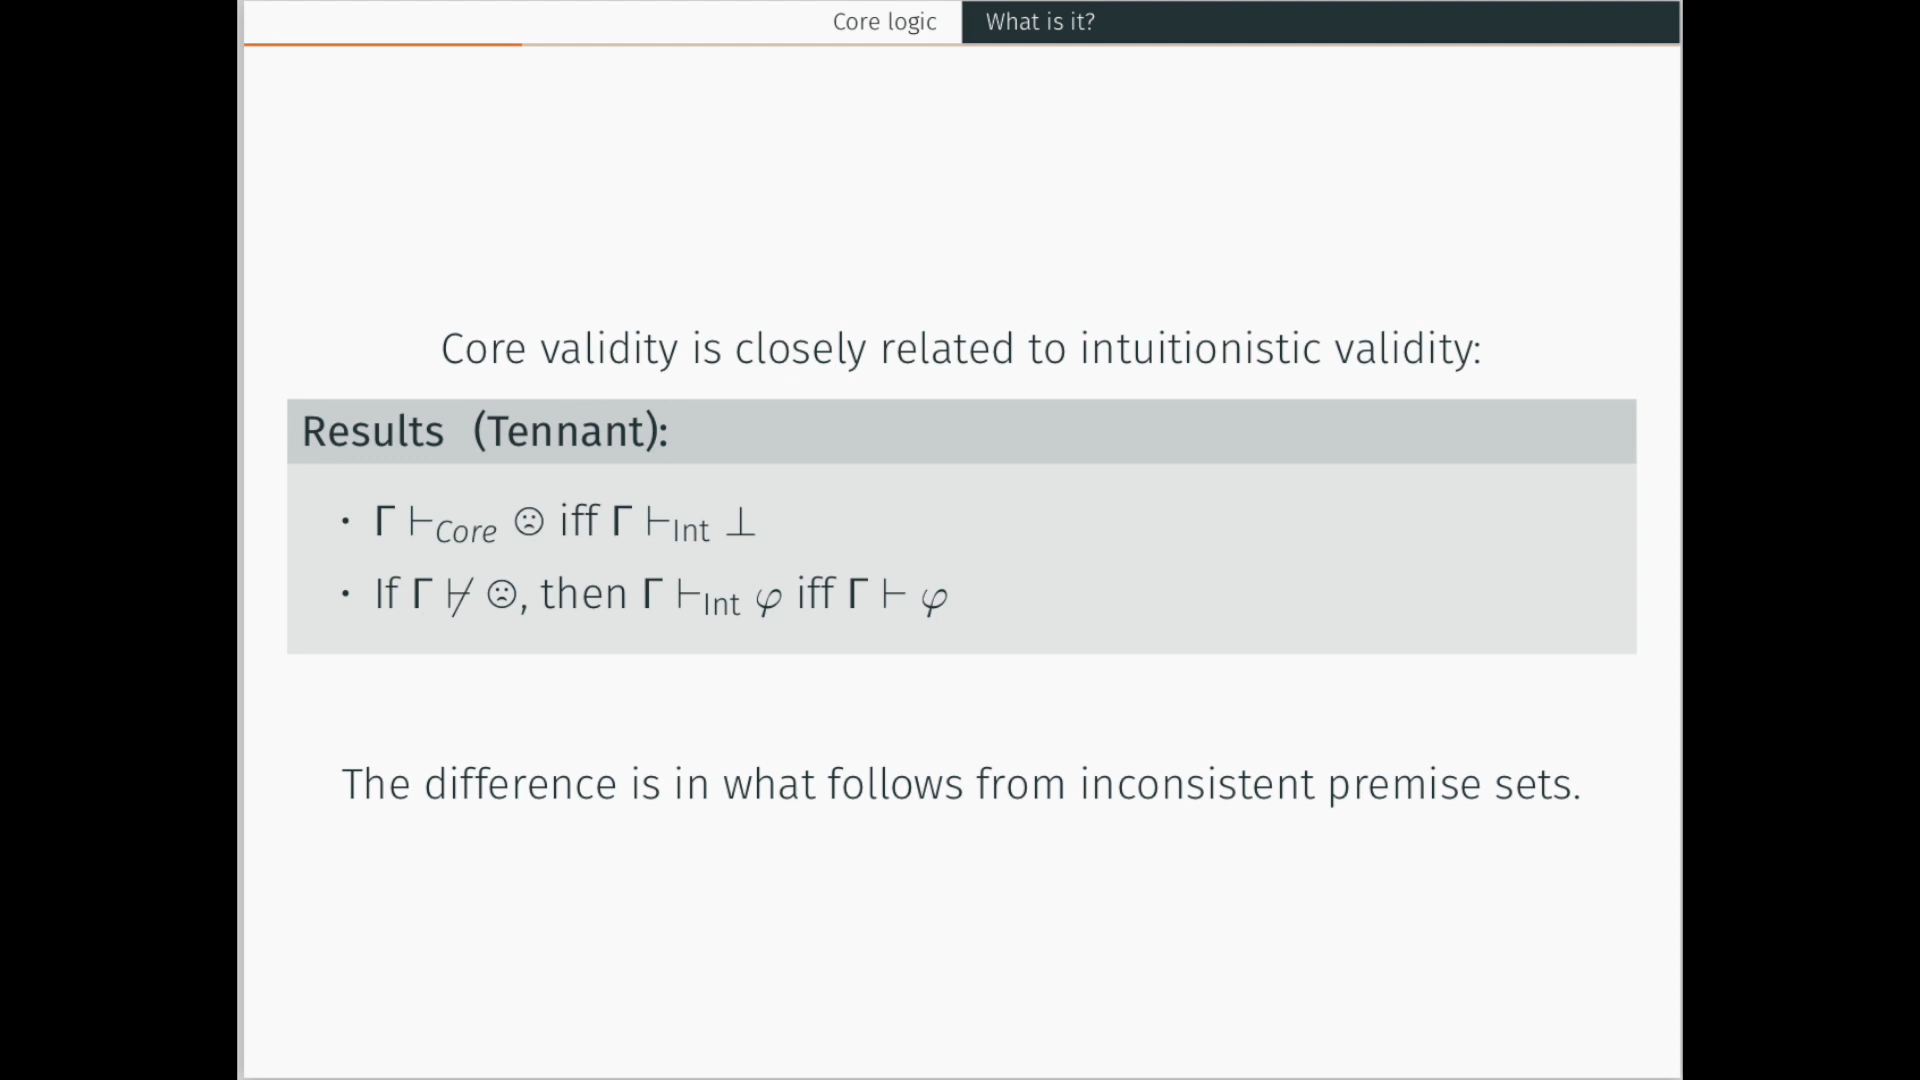 Core logic What is it?
Core validity is closely related to intuitionistic validity:
Results (Tennant):
· Γ ⊢Core ☹ iff Γ ⊢Int ⊥
· If Γ ⊬ ☹, then Γ ⊢Int φ iff Γ ⊢ φ
The difference is in what follows from inconsistent premise sets.